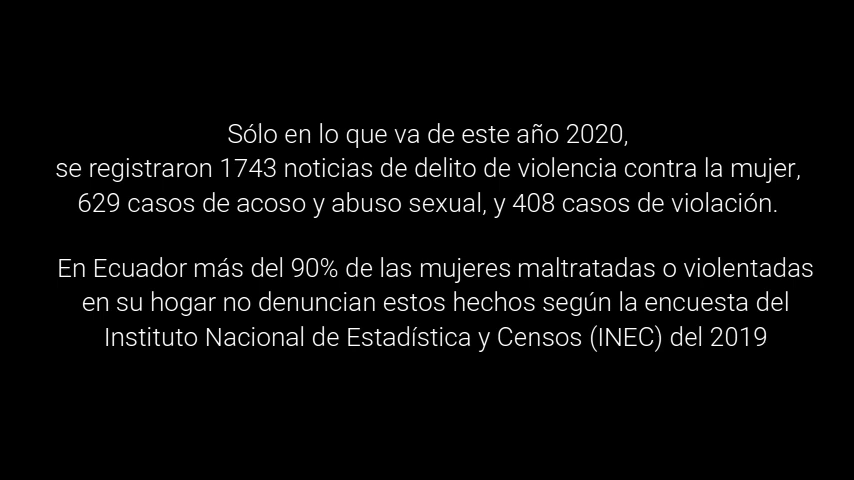 Sólo en lo que va de este año 2020,
se registraron 1743 noticias de delito de violencia contra la mujer,
629 casos de acoso y abuso sexual, y 408 casos de violación.
En Ecuador más del 90% de las mujeres maltratadas o violentadas
en su hogar no denuncian estos hechos según la encuesta del
Instituto Nacional de Estadística y Censos (INEC) del 2019